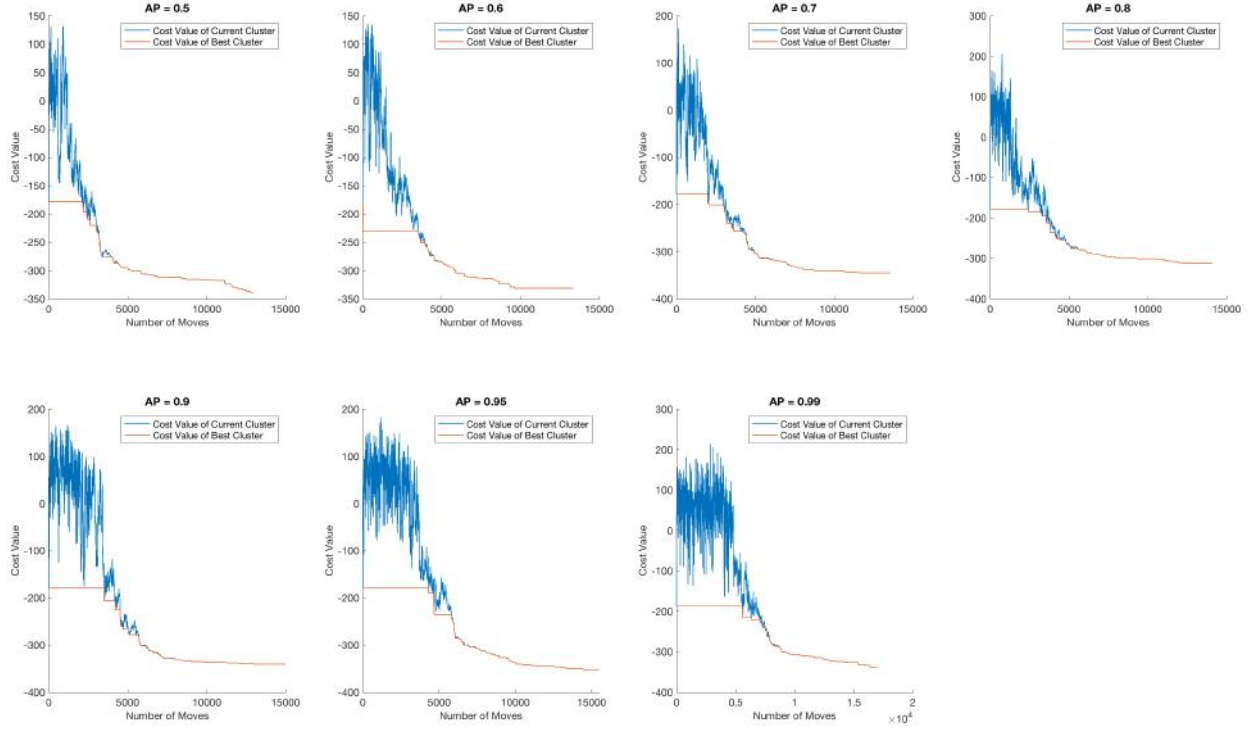 AP = 0.5
150
100
50
0
-50
-100
-150
-200
-250
-300
-350
Cost Value
0 5000 10000 15000
Number of Moves
Cost Value of Current Cluster
Cost Value of Best Cluster
AP = 0.6
150
100
50
0
-50
-100
-150
-200
-250
-300
-350
Cost Value
0 5000 10000 15000
Number of Moves
Cost Value of Current Cluster
Cost Value of Best Cluster
AP = 0.7
200
100
0
-100
-200
-300
-400
Cost Value
0 5000 10000 15000
Number of Moves
Cost Value of Current Cluster
Cost Value of Best Cluster
AP = 0.8
300
200
100
0
-100
-200
-300
-400
Cost Value
0 5000 10000 15000
Number of Moves
Cost Value of Current Cluster
Cost Value of Best Cluster
AP = 0.9
200
100
0
-100
-200
-300
-400
Cost Value
0 5000 10000 15000
Number of Moves
Cost Value of Current Cluster
Cost Value of Best Cluster
AP = 0.95
200
100
0
-100
-200
-300
-400
Cost Value
0 5000 10000 15000
Number of Moves
Cost Value of Current Cluster
Cost Value of Best Cluster
AP = 0.99
300
200
100
0
-100
-200
-300
-400
Cost Value
0 0.5 1 1.5 2
Number of Moves
×10⁴
Cost Value of Current Cluster
Cost Value of Best Cluster